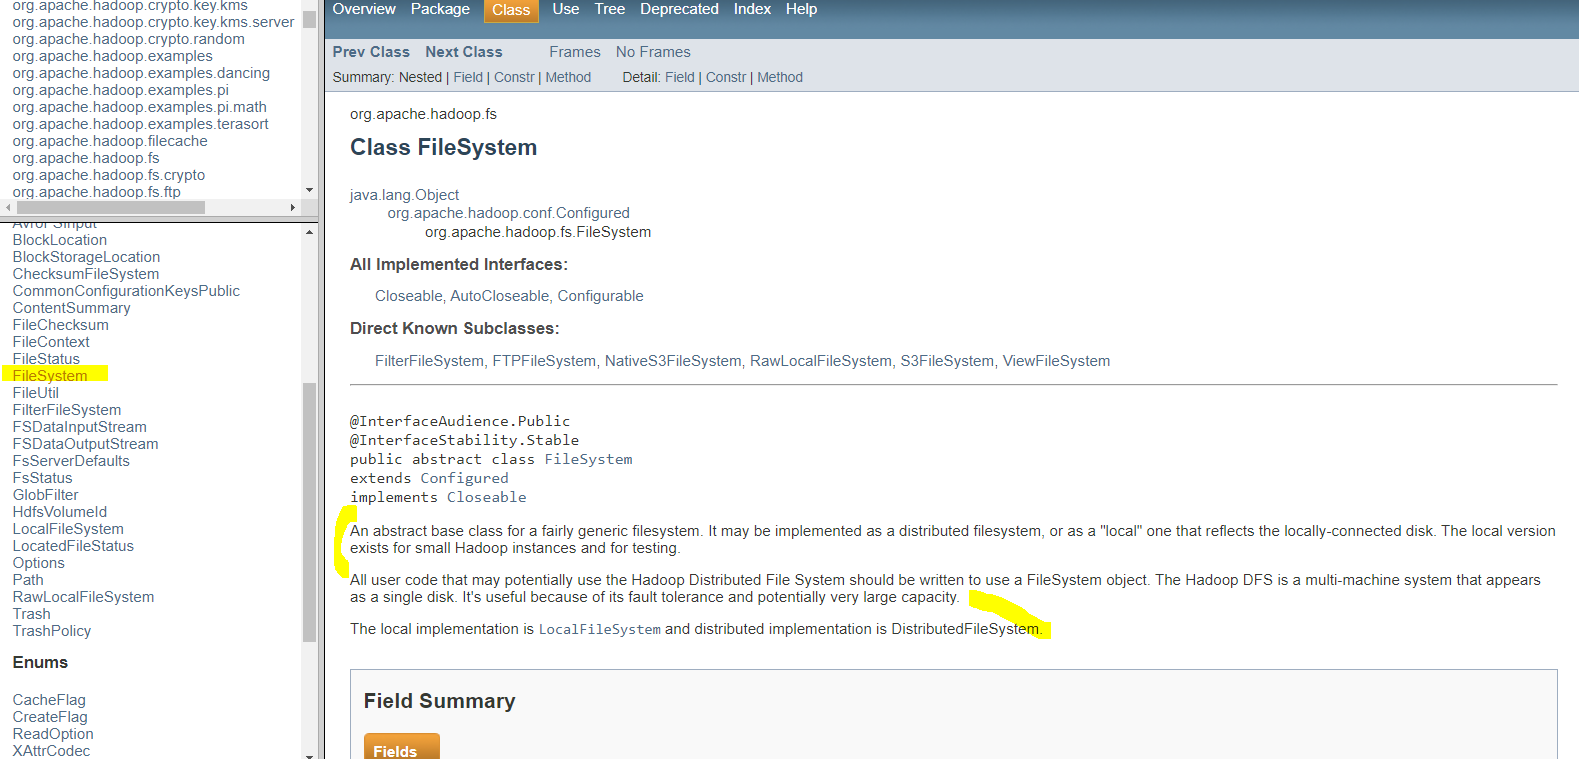 org.apache.hadoop.crypto.key.kms
org.apache.hadoop.crypto.key.kms.server
org.apache.hadoop.crypto.random
org.apache.hadoop.examples
org.apache.hadoop.examples.dancing
org.apache.hadoop.examples.pi
org.apache.hadoop.examples.pi.math
org.apache.hadoop.examples.terasort
org.apache.hadoop.filecache
org.apache.hadoop.fs
org.apache.hadoop.fs.crypto
org.apache.hadoop.fs.ftp
AvroFSInput
BlockLocation
BlockStorageLocation
ChecksumFileSystem
CommonConfigurationKeysPublic
ContentSummary
FileChecksum
FileContext
FileStatus
FileSystem
FileUtil
FilterFileSystem
FSDataInputStream
FSDataOutputStream
FsServerDefaults
FsStatus
GlobFilter
HdfsVolumeId
LocalFileSystem
LocatedFileStatus
Options
Path
RawLocalFileSystem
Trash
TrashPolicy
Enums
CacheFlag
CreateFlag
ReadOption
XAttrCodec
Overview Package Class Use Tree Deprecated Index Help
Prev Class Next Class Frames No Frames
Summary: Nested | Field | Constr | Method Detail: Field | Constr | Method
org.apache.hadoop.fs
Class FileSystem
java.lang.Object
org.apache.hadoop.conf.Configured
org.apache.hadoop.fs.FileSystem
All Implemented Interfaces:
Closeable, AutoCloseable, Configurable
Direct Known Subclasses:
FilterFileSystem, FTPFileSystem, NativeS3FileSystem, RawLocalFileSystem, S3FileSystem, ViewFileSystem
@InterfaceAudience.Public
@InterfaceStability.Stable
public abstract class FileSystem
extends Configured
implements Closeable
An abstract base class for a fairly generic filesystem. It may be implemented as a distributed filesystem, or as a "local" one that reflects the locally-connected disk. The local version
exists for small Hadoop instances and for testing.
All user code that may potentially use the Hadoop Distributed File System should be written to use a FileSystem object. The Hadoop DFS is a multi-machine system that appears
as a single disk. It's useful because of its fault tolerance and potentially very large capacity.
The local implementation is LocalFileSystem and distributed implementation is DistributedFileSystem.
Field Summary
Fields